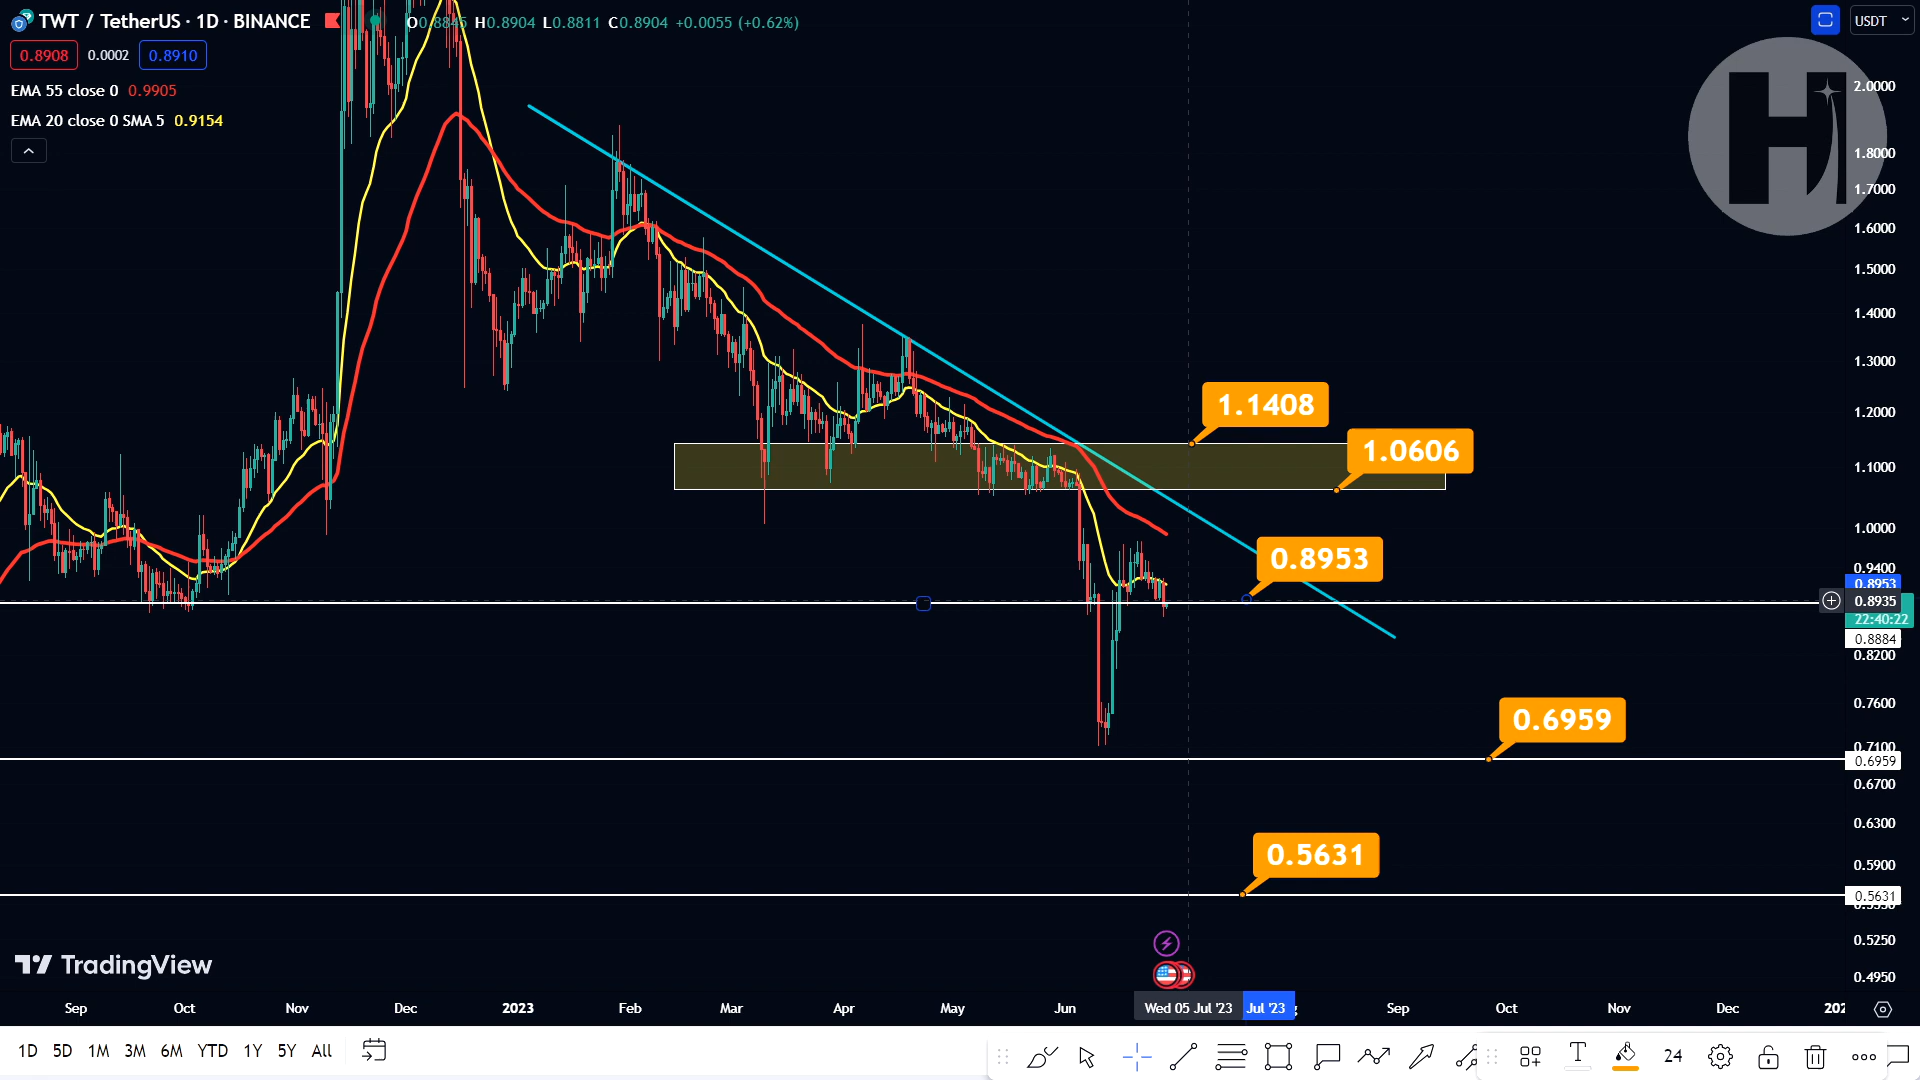 TWT / TetherUS · 1D · BINANCE
O0.8845 H0.8904 L0.8811 C0.8904 +0.0055 (+0.62%)
USDT
0.8908 0.0002 0.8910
EMA 55 close 0 0.9905
EMA 20 close 0 SMA 5 0.9154
H
2.0000
1.8000
1.7000
1.6000
1.5000
1.4000
1.3000
1.2000
1.1000
1.0000
0.9400
0.8953
0.8935
22:40:22
0.8884
0.8200
0.7600
0.7100
0.6959
0.6700
0.6300
0.5900
0.5631
0.5250
0.4950
1.1408
1.0606
0.8953
0.6959
0.5631
TradingView
Sep Oct Nov Dec 2023 Feb Mar Apr May Jun Wed 05 Jul '23 Jul '23 Sep Oct Nov Dec
1D 5D 1M 3M 6M YTD 1Y 5Y All
T 24